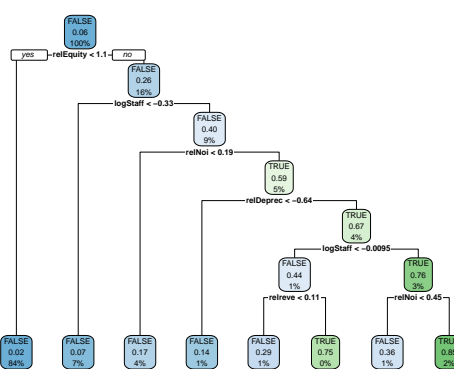 FALSE
0.06
100%
yes relEquity < 1.1 no
FALSE
0.26
16%
logStaff < −0.33
FALSE
0.40
9%
relNoi < 0.19
TRUE
0.59
5%
relDeprec < −0.64
TRUE
0.67
4%
logStaff < −0.0095
FALSE
0.44
1%
TRUE
0.76
3%
relreve < 0.11
relNoi < 0.45
FALSE
0.02
84%
FALSE
0.07
7%
FALSE
0.17
4%
FALSE
0.14
1%
FALSE
0.29
1%
TRUE
0.75
0%
FALSE
0.36
1%
TRUE
2%